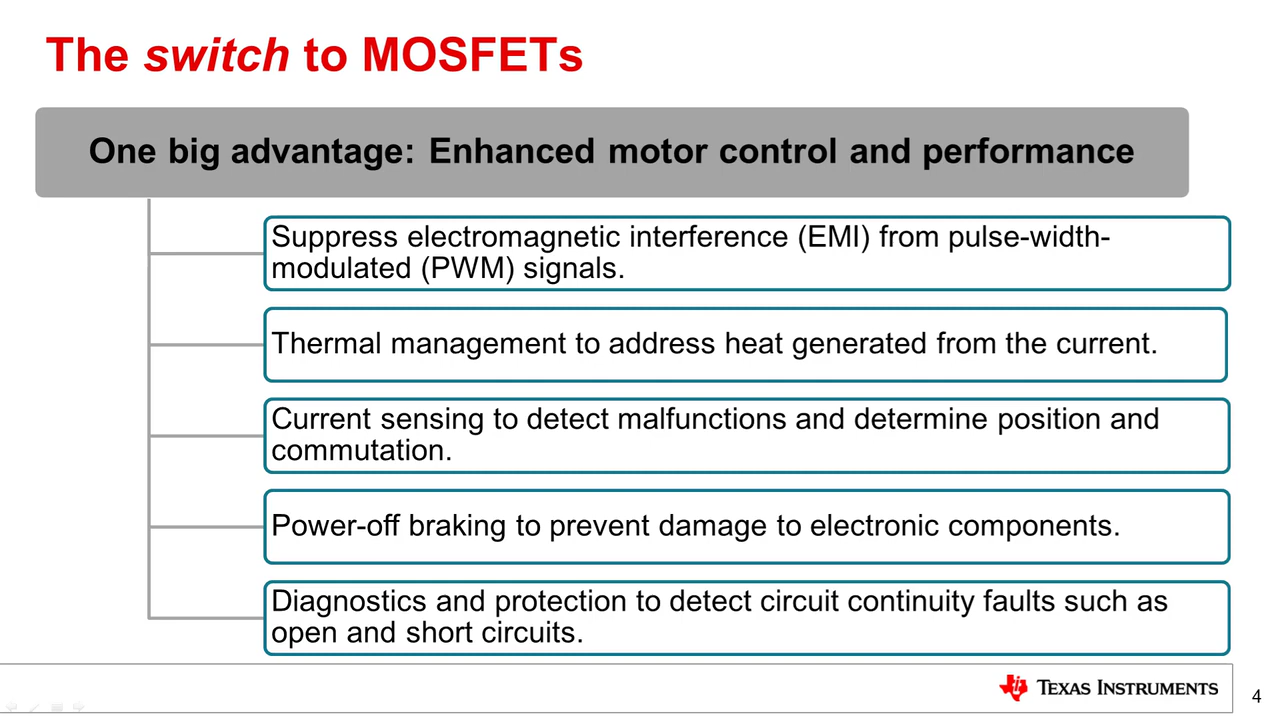 The switch to MOSFETs
One big advantage: Enhanced motor control and performance
Suppress electromagnetic interference (EMI) from pulse-width-
modulated (PWM) signals.
Thermal management to address heat generated from the current.
Current sensing to detect malfunctions and determine position and
commutation.
Power-off braking to prevent damage to electronic components.
Diagnostics and protection to detect circuit continuity faults such as
open and short circuits.
TEXAS INSTRUMENTS
4